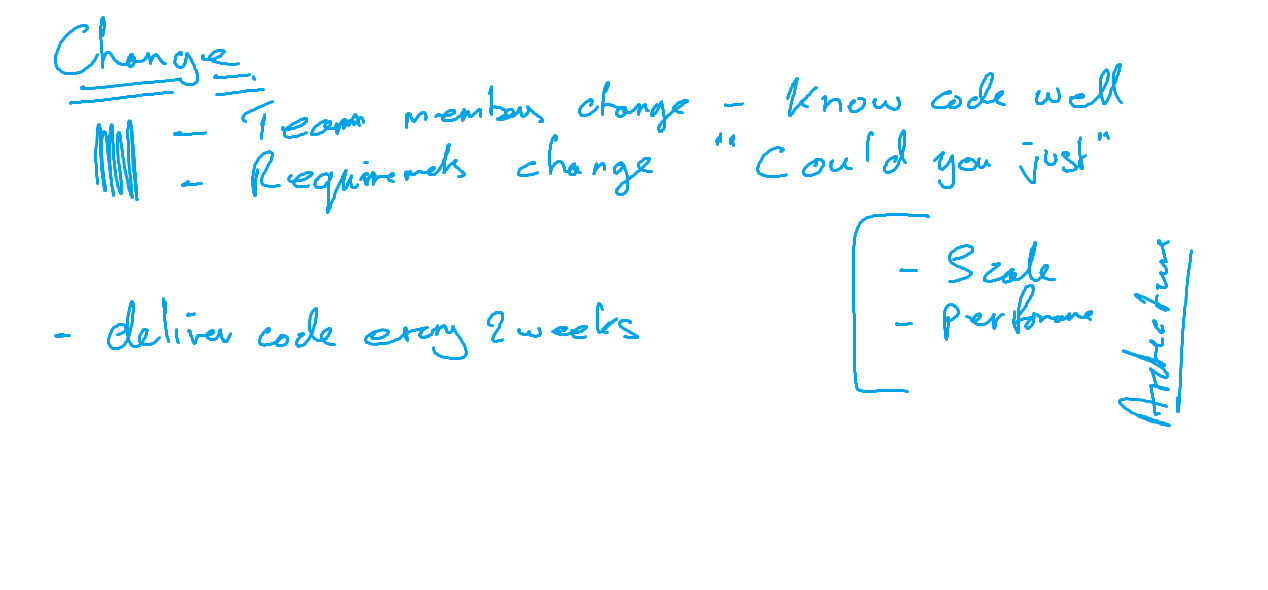 Change
- Team members change - Know code well
- Requirements change "Could you just"
- Scale
- Performance
Architecture
- deliver code every 2 weeks